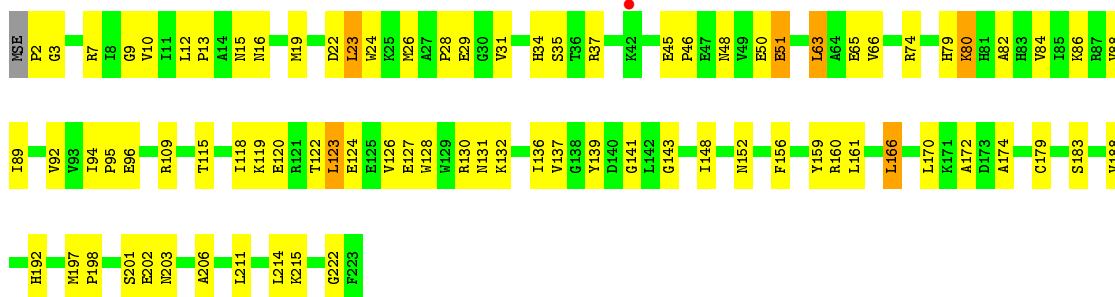 MSE P2 G3 R7 I8 G9 V10 I11 L12 P13 A14 N15 N16 M19 D22 L23 W24 K25 M26 A27 P28 E29 G30 V31 H34 S35 T36 R37 K42 E45 P46 E47 N48 V49 E50 E51 L63 A64 E65 V66 R74 H79 K80 H81 A82 H83 V84 I85 K86 R87 V88
I89 V92 V93 I94 P95 E96 R109 T115 I118 K119 E120 R121 T122 L123 E124 E125 V126 E127 W128 W129 R130 N131 K132 I136 V137 G138 Y139 D140 G141 L142 G143 I148 N152 F156 Y159 R160 L161 L166 L170 K171 A172 D173 A174 C179 S183 V188
H192 M197 P198 S201 E202 N203 A206 L211 L214 K215 G222 F223